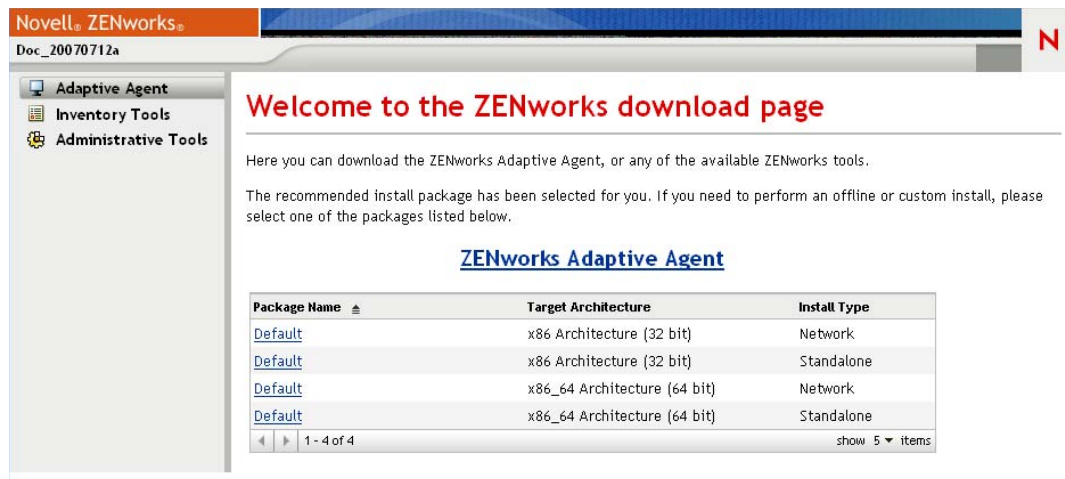 Novell® ZENworks®
Doc_20070712a
N
Adaptive Agent
Inventory Tools
Administrative Tools
Welcome to the ZENworks download page
Here you can download the ZENworks Adaptive Agent, or any of the available ZENworks tools.
The recommended install package has been selected for you. If you need to perform an offline or custom install, please
select one of the packages listed below.
ZENworks Adaptive Agent
Package Name Target Architecture Install Type
Default x86 Architecture (32 bit) Network
Default x86 Architecture (32 bit) Standalone
Default x86_64 Architecture (64 bit) Network
Default x86_64 Architecture (64 bit) Standalone
1 - 4 of 4 show 5 items